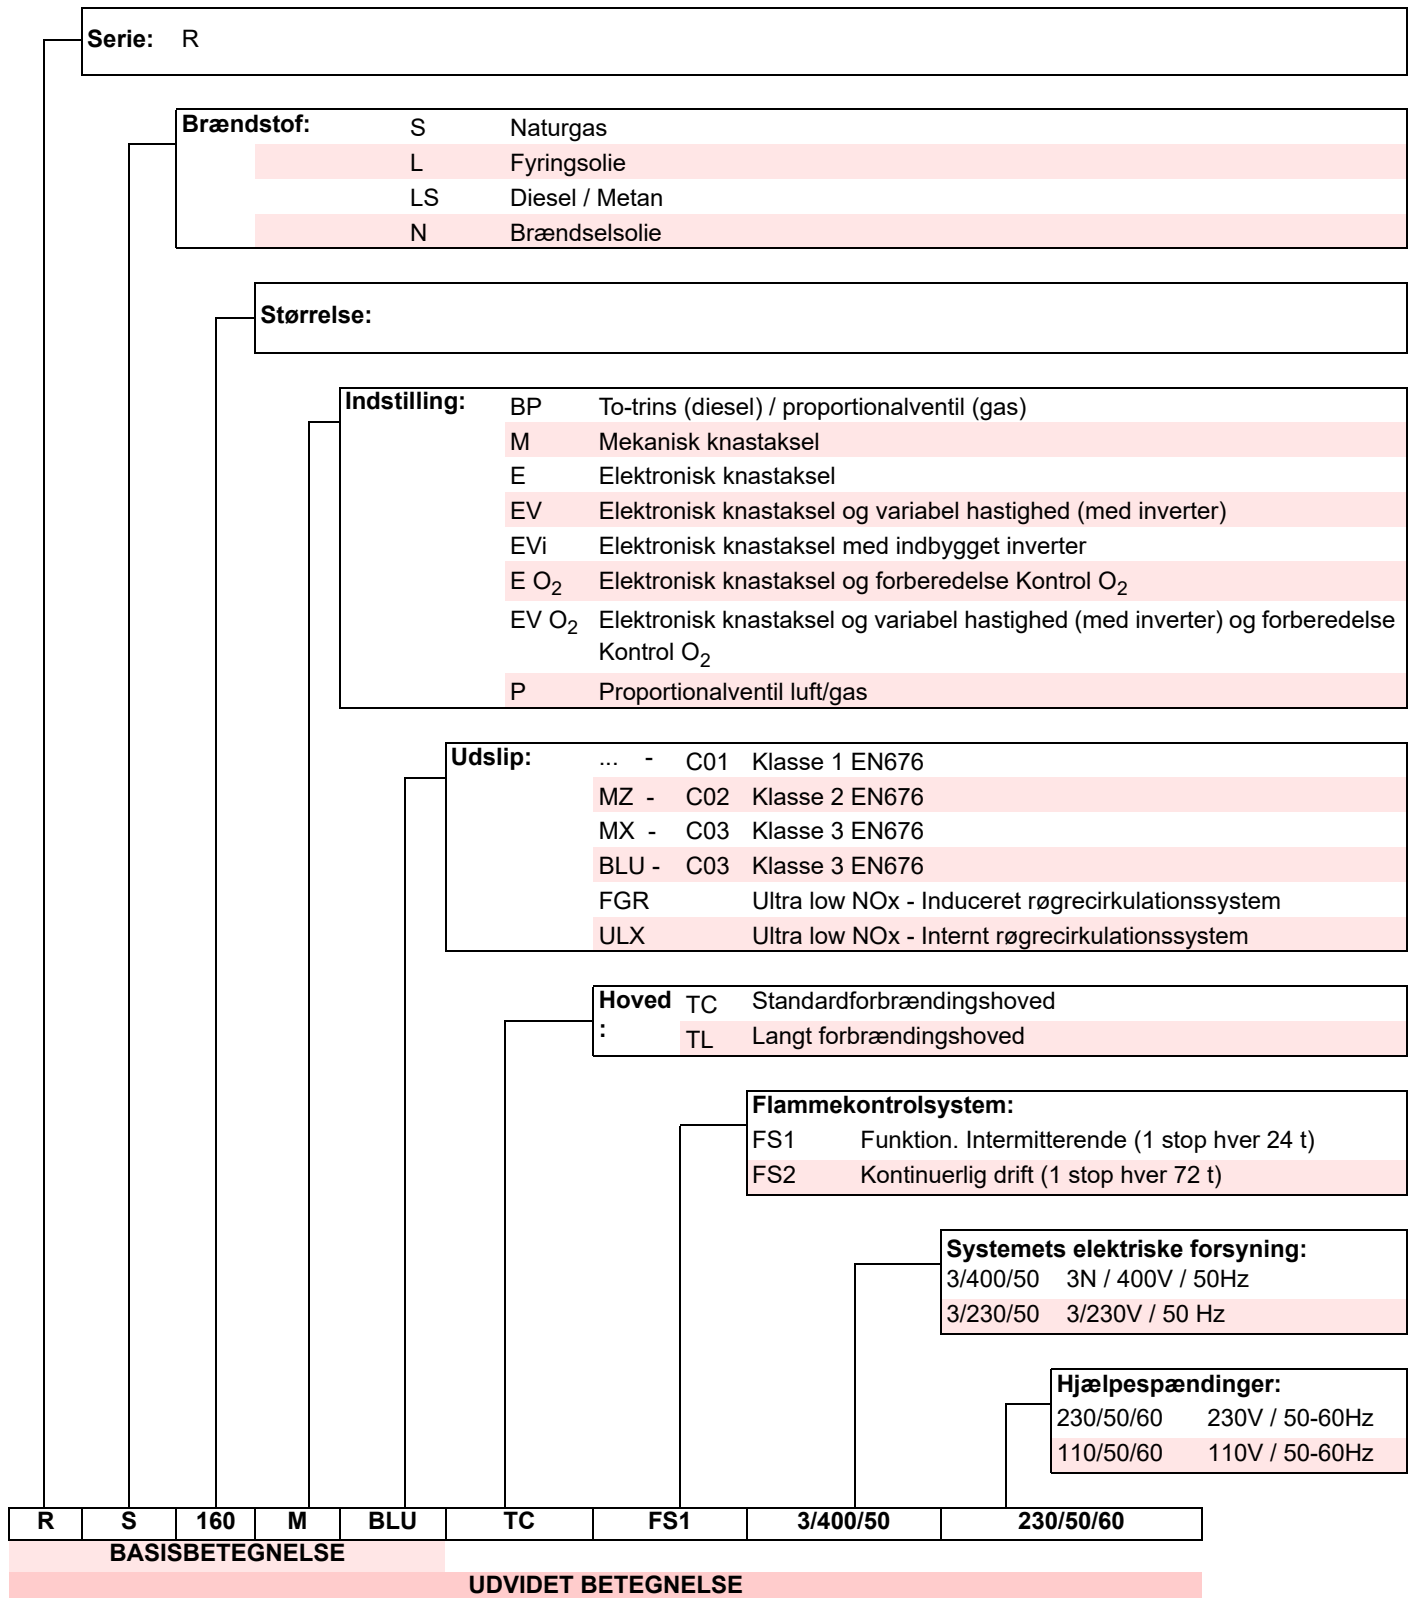 Serie: R
Brændstof: S Naturgas
L Fyringsolie
LS Diesel / Metan
N Brændselsolie
Størrelse:
Indstilling: BP To-trins (diesel) / proportionalventil (gas)
M Mekanisk knastaksel
E Elektronisk knastaksel
EV Elektronisk knastaksel og variabel hastighed (med inverter)
EVi Elektronisk knastaksel med indbygget inverter
E O2 Elektronisk knastaksel og forberedelse Kontrol O2
EV O2 Elektronisk knastaksel og variabel hastighed (med inverter) og forberedelse
Kontrol O2
P Proportionalventil luft/gas
Udslip: ... - C01 Klasse 1 EN676
MZ - C02 Klasse 2 EN676
MX - C03 Klasse 3 EN676
BLU - C03 Klasse 3 EN676
FGR Ultra low NOx - Induceret røgrecirkulationssystem
ULX Ultra low NOx - Internt røgrecirkulationssystem
Hoved TC Standardforbrændingshoved
: TL Langt forbrændingshoved
Flammekontrolsystem:
FS1 Funktion. Intermitterende (1 stop hver 24 t)
FS2 Kontinuerlig drift (1 stop hver 72 t)
Systemets elektriske forsyning:
3/400/50 3N / 400V / 50Hz
3/230/50 3/230V / 50 Hz
Hjælpespændinger:
230/50/60 230V / 50-60Hz
110/50/60 110V / 50-60Hz
R S 160 M BLU TC FS1 3/400/50 230/50/60
BASISBETEGNELSE
UDVIDET BETEGNELSE